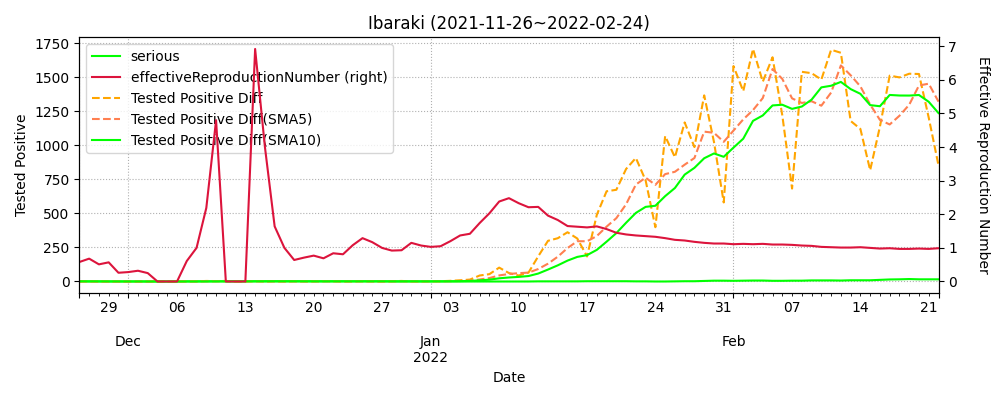 Ibaraki (2021-11-26~2022-02-24)
serious
effectiveReproductionNumber (right)
Tested Positive Diff
Tested Positive Diff(SMA5)
Tested Positive Diff(SMA10)
Tested Positive
1750
1500
1250
1000
750
500
250
0
7
6
5
4
3
2
1
0
Effective Reproduction Number
29 06 13 20 27 03 10 17 24 31 07 14 21
Dec Jan Feb
2022
Date